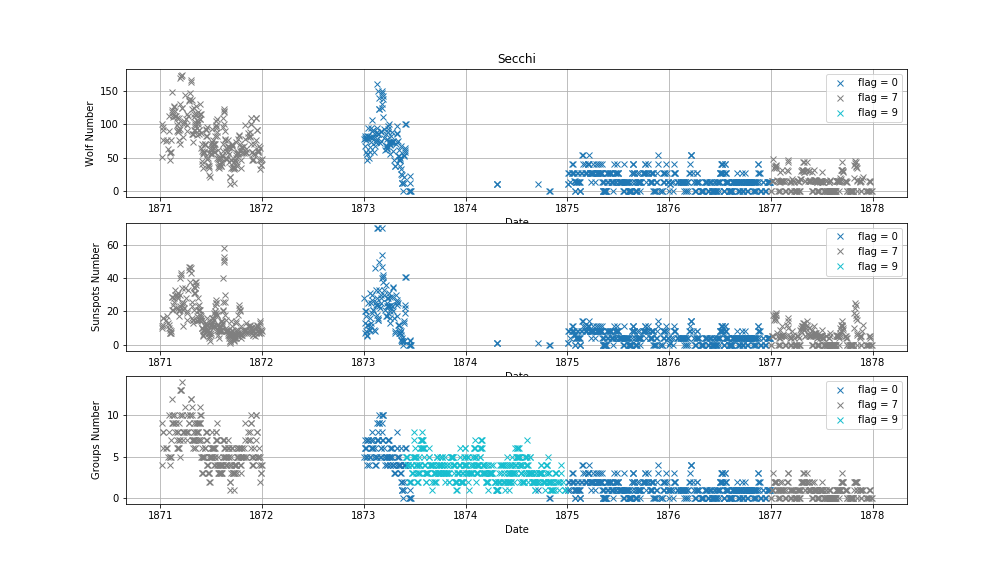 Secchi
Wolf Number
150
100
50
0
flag = 0
flag = 7
flag = 9
1871 1872 1873 1874 1875 1876 1877 1878
Date
Sunspots Number
60
40
20
0
flag = 0
flag = 7
flag = 9
1871 1872 1873 1874 1875 1876 1877 1878
Date
Groups Number
10
5
0
flag = 0
flag = 7
flag = 9
1871 1872 1873 1874 1875 1876 1877 1878
Date